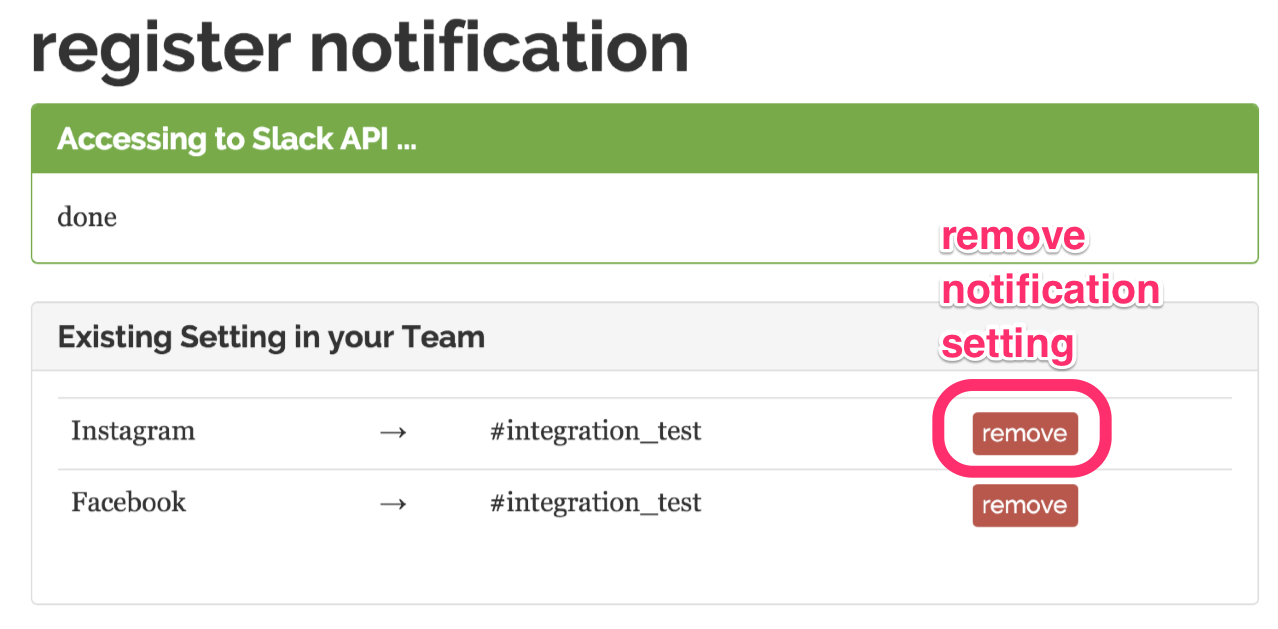 register notification
Accessing to Slack API ...
done
remove
notification
setting
Existing Setting in your Team
Instagram → #integration_test remove
Facebook → #integration_test remove